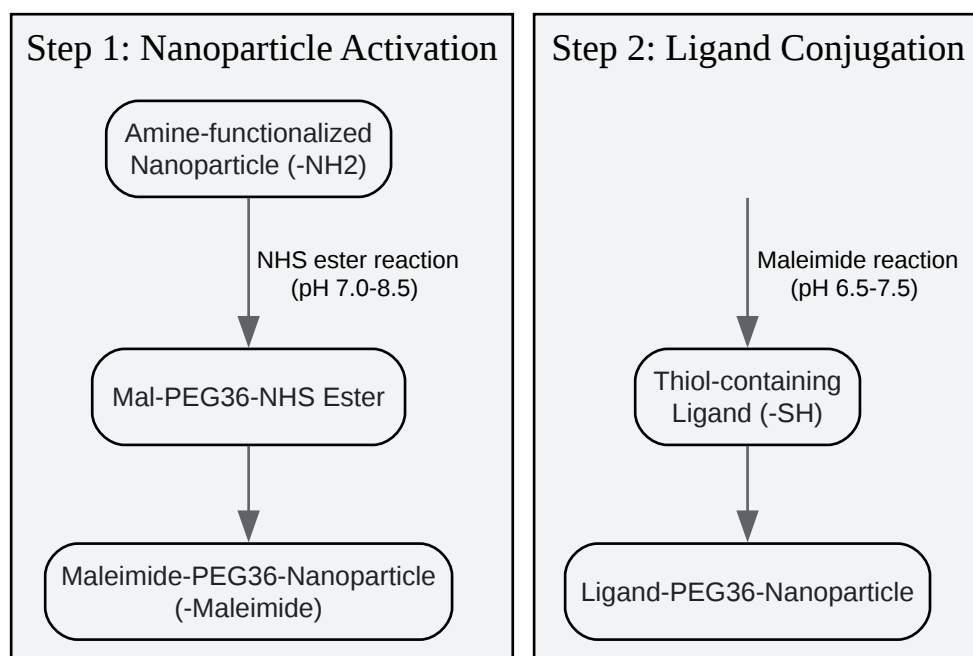 Step 1: Nanoparticle Activation
Amine-functionalized
Nanoparticle (-NH2)
NHS ester reaction
(pH 7.0-8.5)
Mal-PEG36-NHS Ester
Maleimide-PEG36-Nanoparticle
(-Maleimide)
Step 2: Ligand Conjugation
Maleimide reaction
(pH 6.5-7.5)
Thiol-containing
Ligand (-SH)
Ligand-PEG36-Nanoparticle